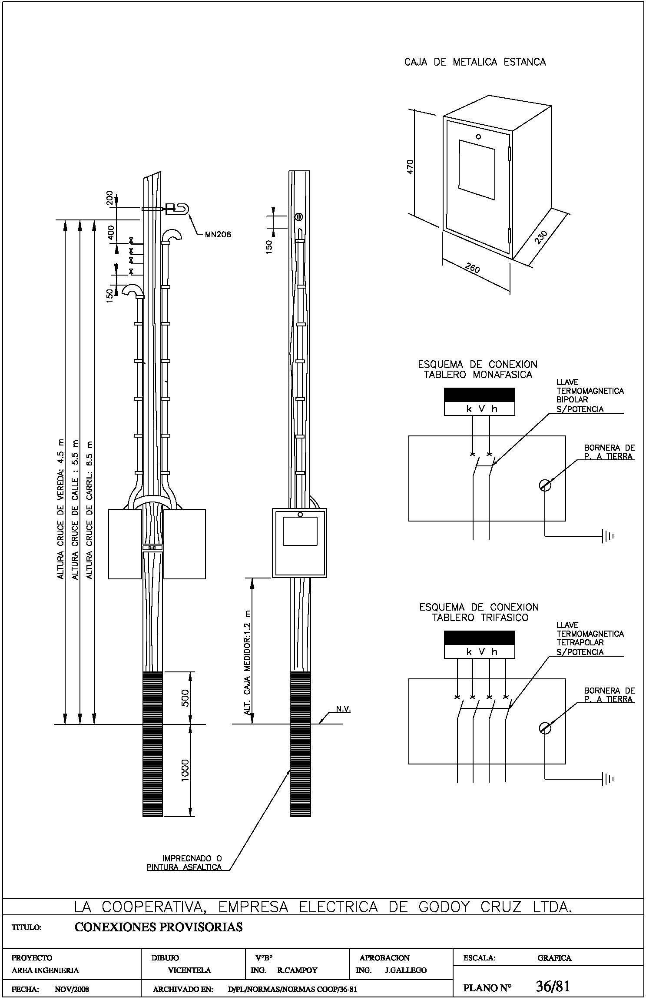 CAJA DE METALICA ESTANCA
470
230
260
200
400
150
MN206
150
ALTURA CRUCE DE VEREDA: 4.5 m
ALTURA CRUCE DE CALLE : 5.5 m
ALTURA CRUCE DE CARRIL: 6.5 m
ALT. CAJA MEDIDOR:1.2 m
500
1000
N.V.
IMPREGNADO O
PINTURA ASFALTICA
ESQUEMA DE CONEXION
TABLERO MONAFASICA
k V h
LLAVE
TERMOMAGNETICA
BIPOLAR
S/POTENCIA
BORNERA DE
P. A TIERRA
ESQUEMA DE CONEXION
TABLERO TRIFASICO
k V h
LLAVE
TERMOMAGNETICA
TETRAPOLAR
S/POTENCIA
BORNERA DE
P. A TIERRA
LA COOPERATIVA, EMPRESA ELECTRICA DE GODOY CRUZ LTDA.
TITULO: CONEXIONES PROVISORIAS
PROYECTO
AREA INGENIERIA
DIBUJO
VICENTELA
V°B°
ING. R.CAMPOY
APROBACION
ING. J.GALLEGO
ESCALA: GRAFICA
FECHA: NOV/2008
ARCHIVADO EN: D/PL/NORMAS/NORMAS COOP/36-81
PLANO N° 36/81